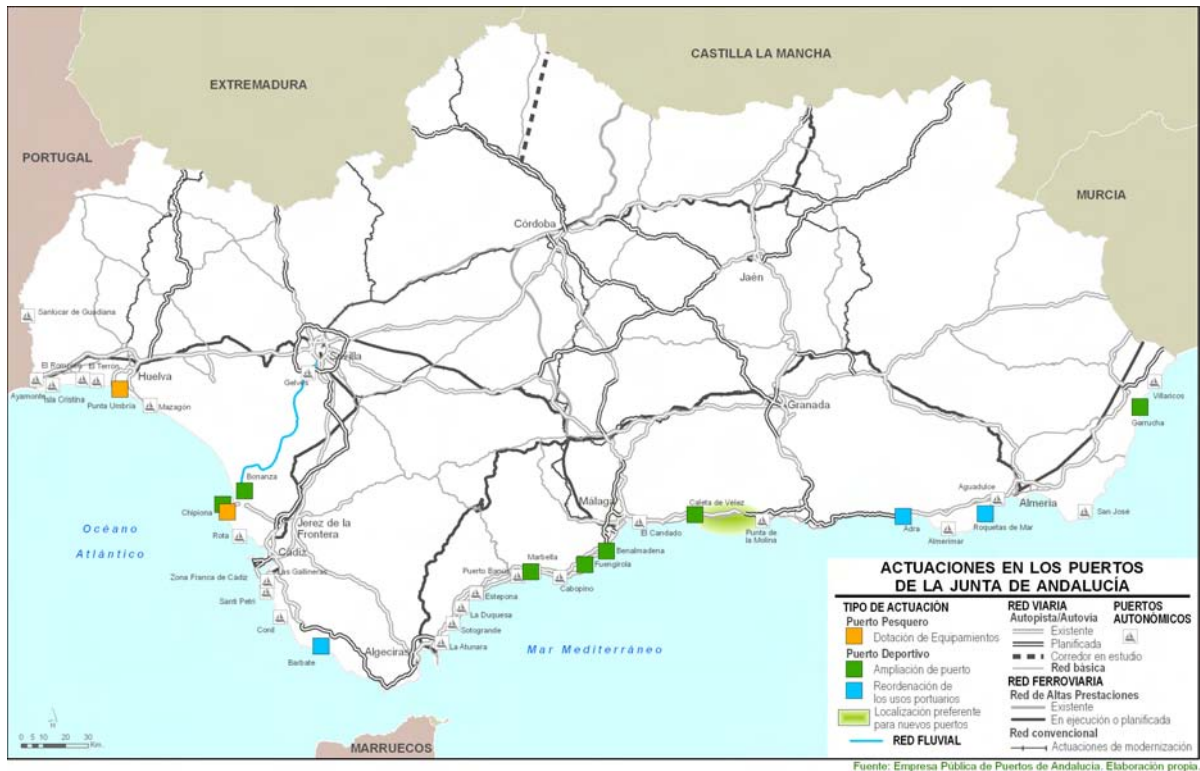 EXTREMADURA
CASTILLA LA MANCHA
PORTUGAL
MURCIA
Córdoba
Jaén
Sanlucar de Guadiana
Sevilla
El Rompido
El Terrón
Huelva
Gelves
Ayamonte
Isla Cristina
Punta Umbría
Mazagón
Granada
Villaricos
Garrucha
Bonanza
Chipiona
Rota
Jerez de la
Frontera
Océano
Atlántico
Cádiz
Las Gallineras
Zona Franca de Cádiz
Santi Petri
Conil
Barbate
Algeciras
Málaga
Caleta de Vélez
El Candado
Punta de
la Molina
Benalmadena
Fuengirola
Marbella
Puerto Banús
Cabopino
Estepona
La Duquesa
Sotogrande
La Atunara
Mar Mediterráneo
Aguadulce
Almería
Adra
Almerimar
Roquetas de Mar
San José
MARRUECOS
0 5 10 20 30
Km.
N
ACTUACIONES EN LOS PUERTOS
DE LA JUNTA DE ANDALUCÍA
TIPO DE ACTUACIÓN
Puerto Pesquero
Dotación de Equipamientos
Puerto Deportivo
Ampliación de puerto
Reordenación de
los usos portuarios
Localización preferente
para nuevos puertos
RED FLUVIAL
RED VIARIA
Autopista/Autovía
Existente
Planificada
Corredor en estudio
Red básica
RED FERROVIARIA
Red de Altas Prestaciones
Existente
En ejecución o planificada
Red convencional
Actuaciones de modernización
PUERTOS
AUTONÓMICOS
Fuente: Empresa Pública de Puertos de Andalucía. Elaboración propia.